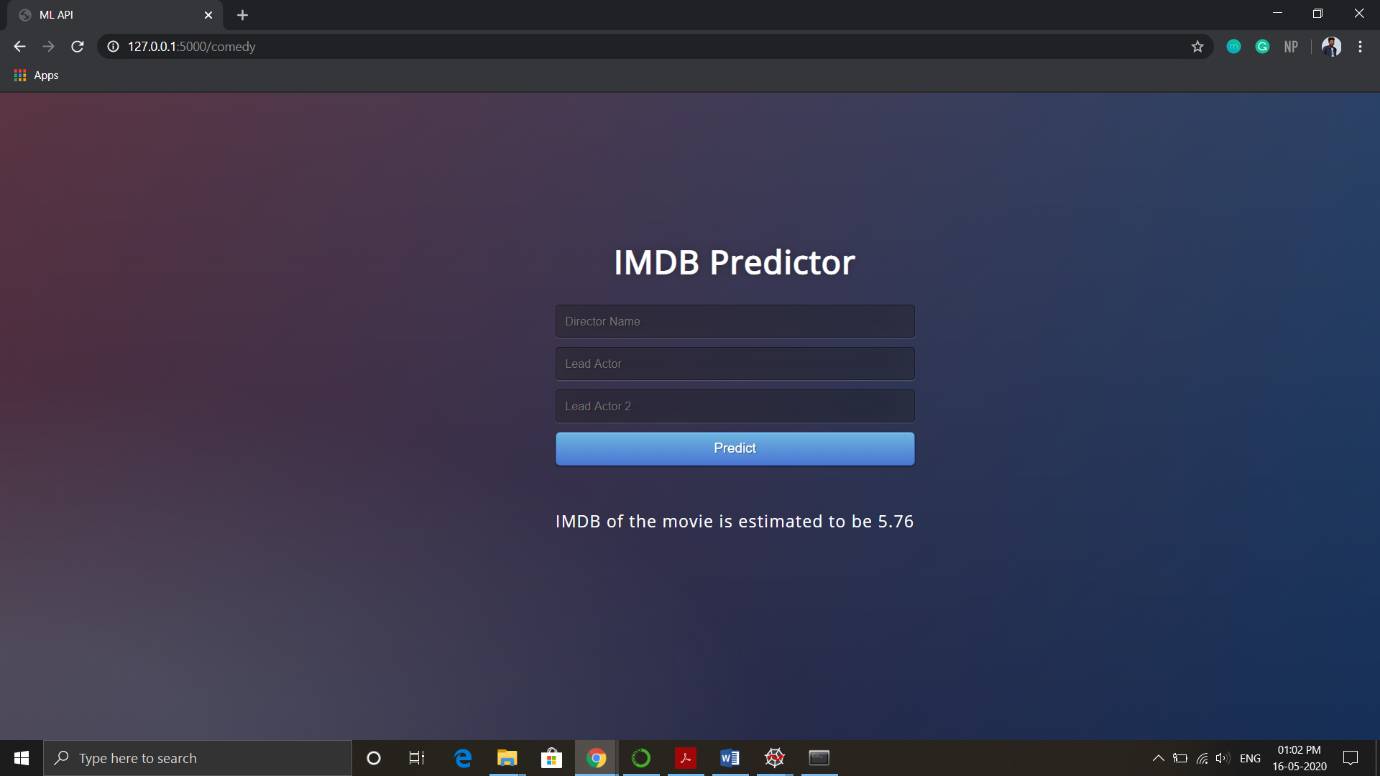 ML API
127.0.0.1:5000/comedy
NP
Apps
IMDB Predictor
Director Name
Lead Actor
Lead Actor 2
Predict
IMDB of the movie is estimated to be 5.76
Type here to search
ENG
01:02 PM
16-05-2020